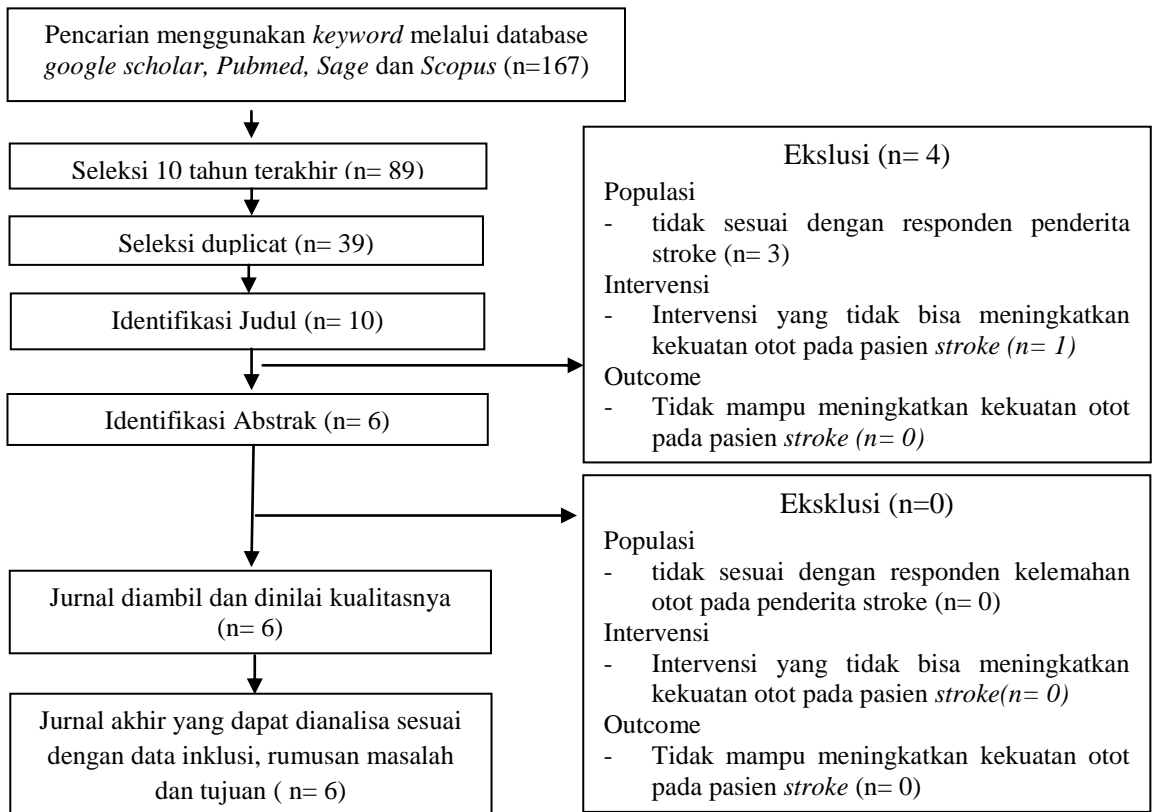 Pencarian menggunakan keyword melalui database
google scholar, Pubmed, Sage dan Scopus (n=167)
Seleksi 10 tahun terakhir (n= 89)
Seleksi duplicat (n= 39)
Identifikasi Judul (n= 10)
Ekslusi (n= 4)
Populasi
- tidak sesuai dengan responden penderita
stroke (n= 3)
Intervensi
- Intervensi yang tidak bisa meningkatkan
kekuatan otot pada pasien stroke (n= 1)
Outcome
- Tidak mampu meningkatkan kekuatan otot
pada pasien stroke (n= 0)
Identifikasi Abstrak (n= 6)
Eksklusi (n=0)
Populasi
- tidak sesuai dengan responden kelemahan
otot pada penderita stroke (n= 0)
Intervensi
- Intervensi yang tidak bisa meningkatkan
kekuatan otot pada pasien stroke(n= 0)
Outcome
- Tidak mampu meningkatkan kekuatan otot
pada pasien stroke (n= 0)
Jurnal diambil dan dinilai kualitasnya
(n= 6)
Jurnal akhir yang dapat dianalisa sesuai
dengan data inklusi, rumusan masalah
dan tujuan ( n= 6)